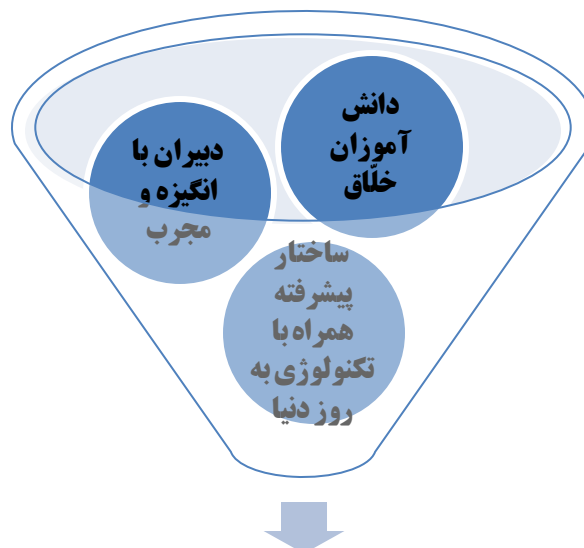 دانش
آموزان
خلّاق
دبیران با
انگیزه و
مجرب
ساختار
پیشرفته
همراه با
تکنولوژی به
روز دنیا